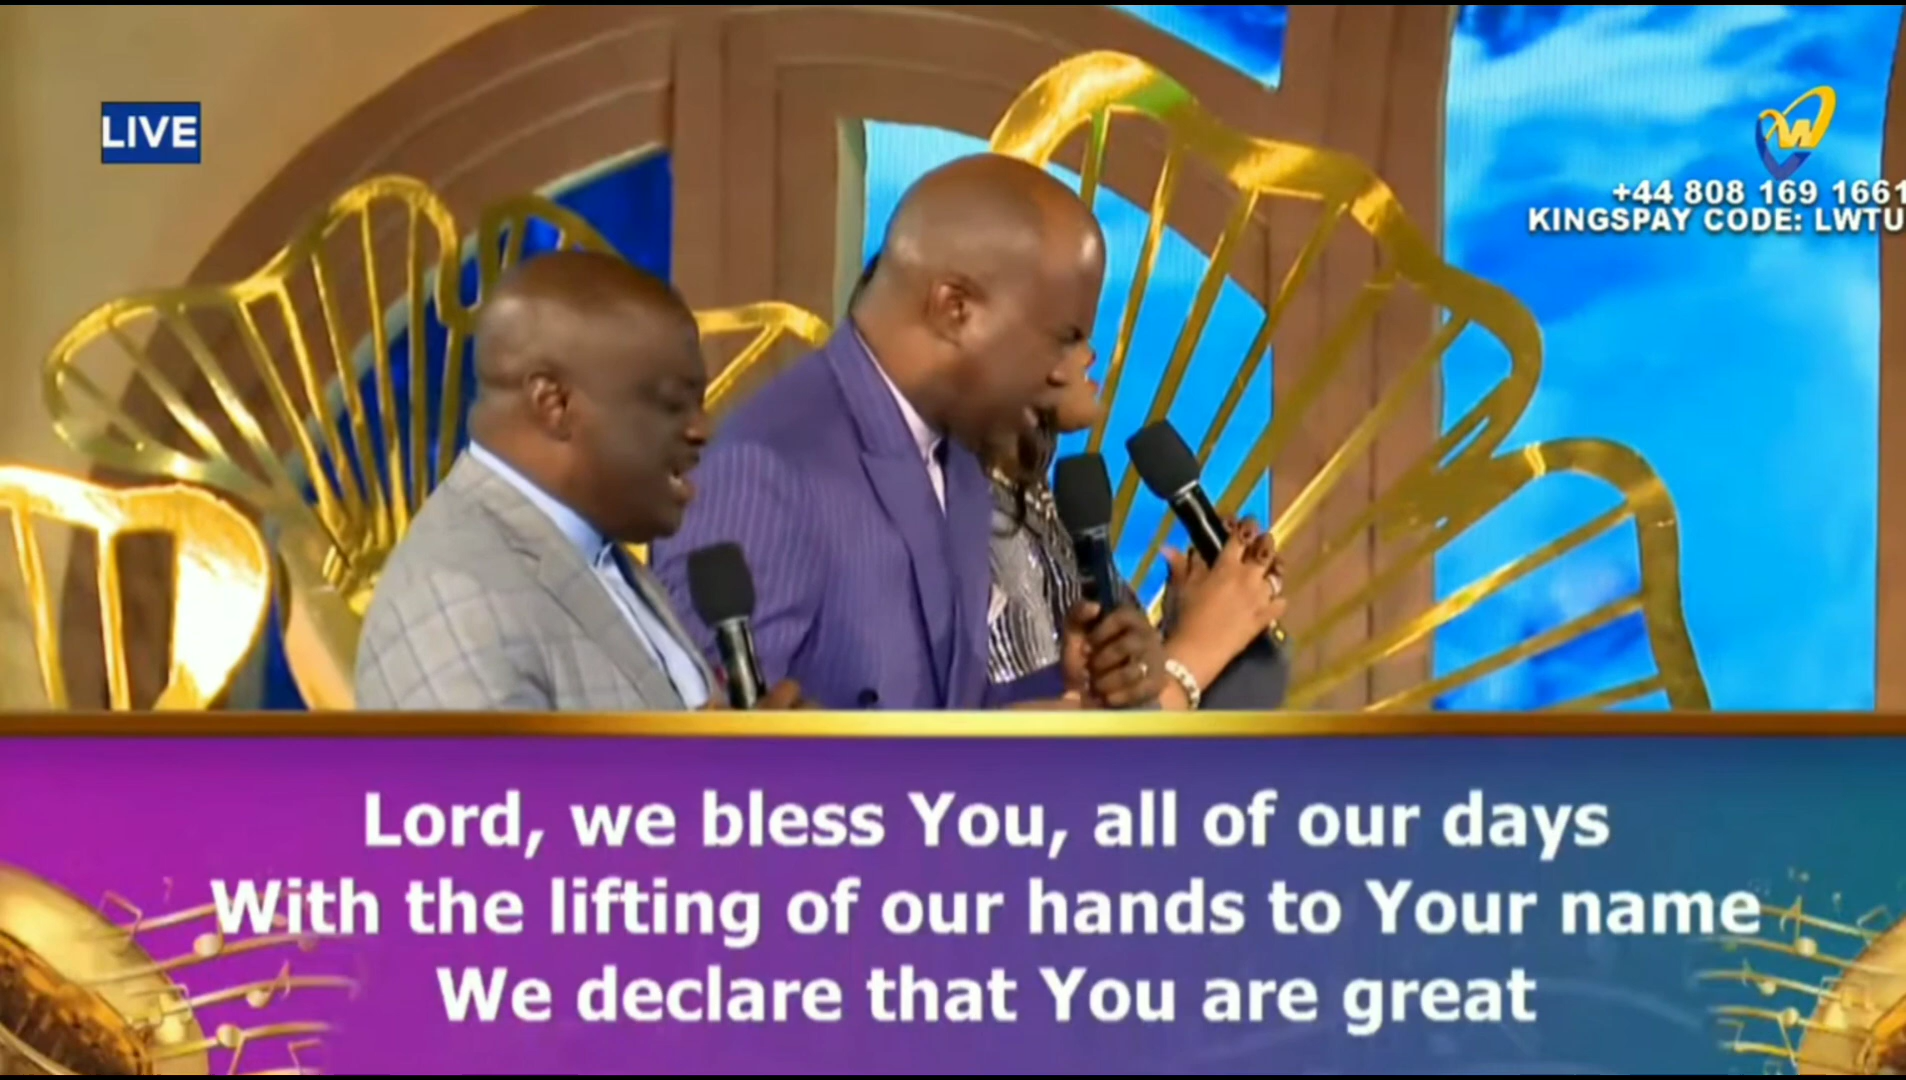 LIVE
+44 808 169 1661
KINGSPAY CODE: LWTU
Lord, we bless You, all of our days
With the lifting of our hands to Your name
We declare that You are great